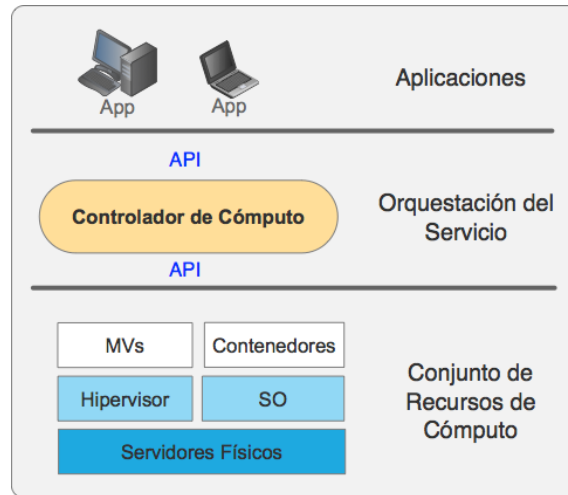 App
App
Aplicaciones
API
Controlador de Cómputo
Orquestación del
Servicio
API
MVs
Contenedores
Hipervisor
SO
Servidores Físicos
Conjunto de
Recursos de
Cómputo